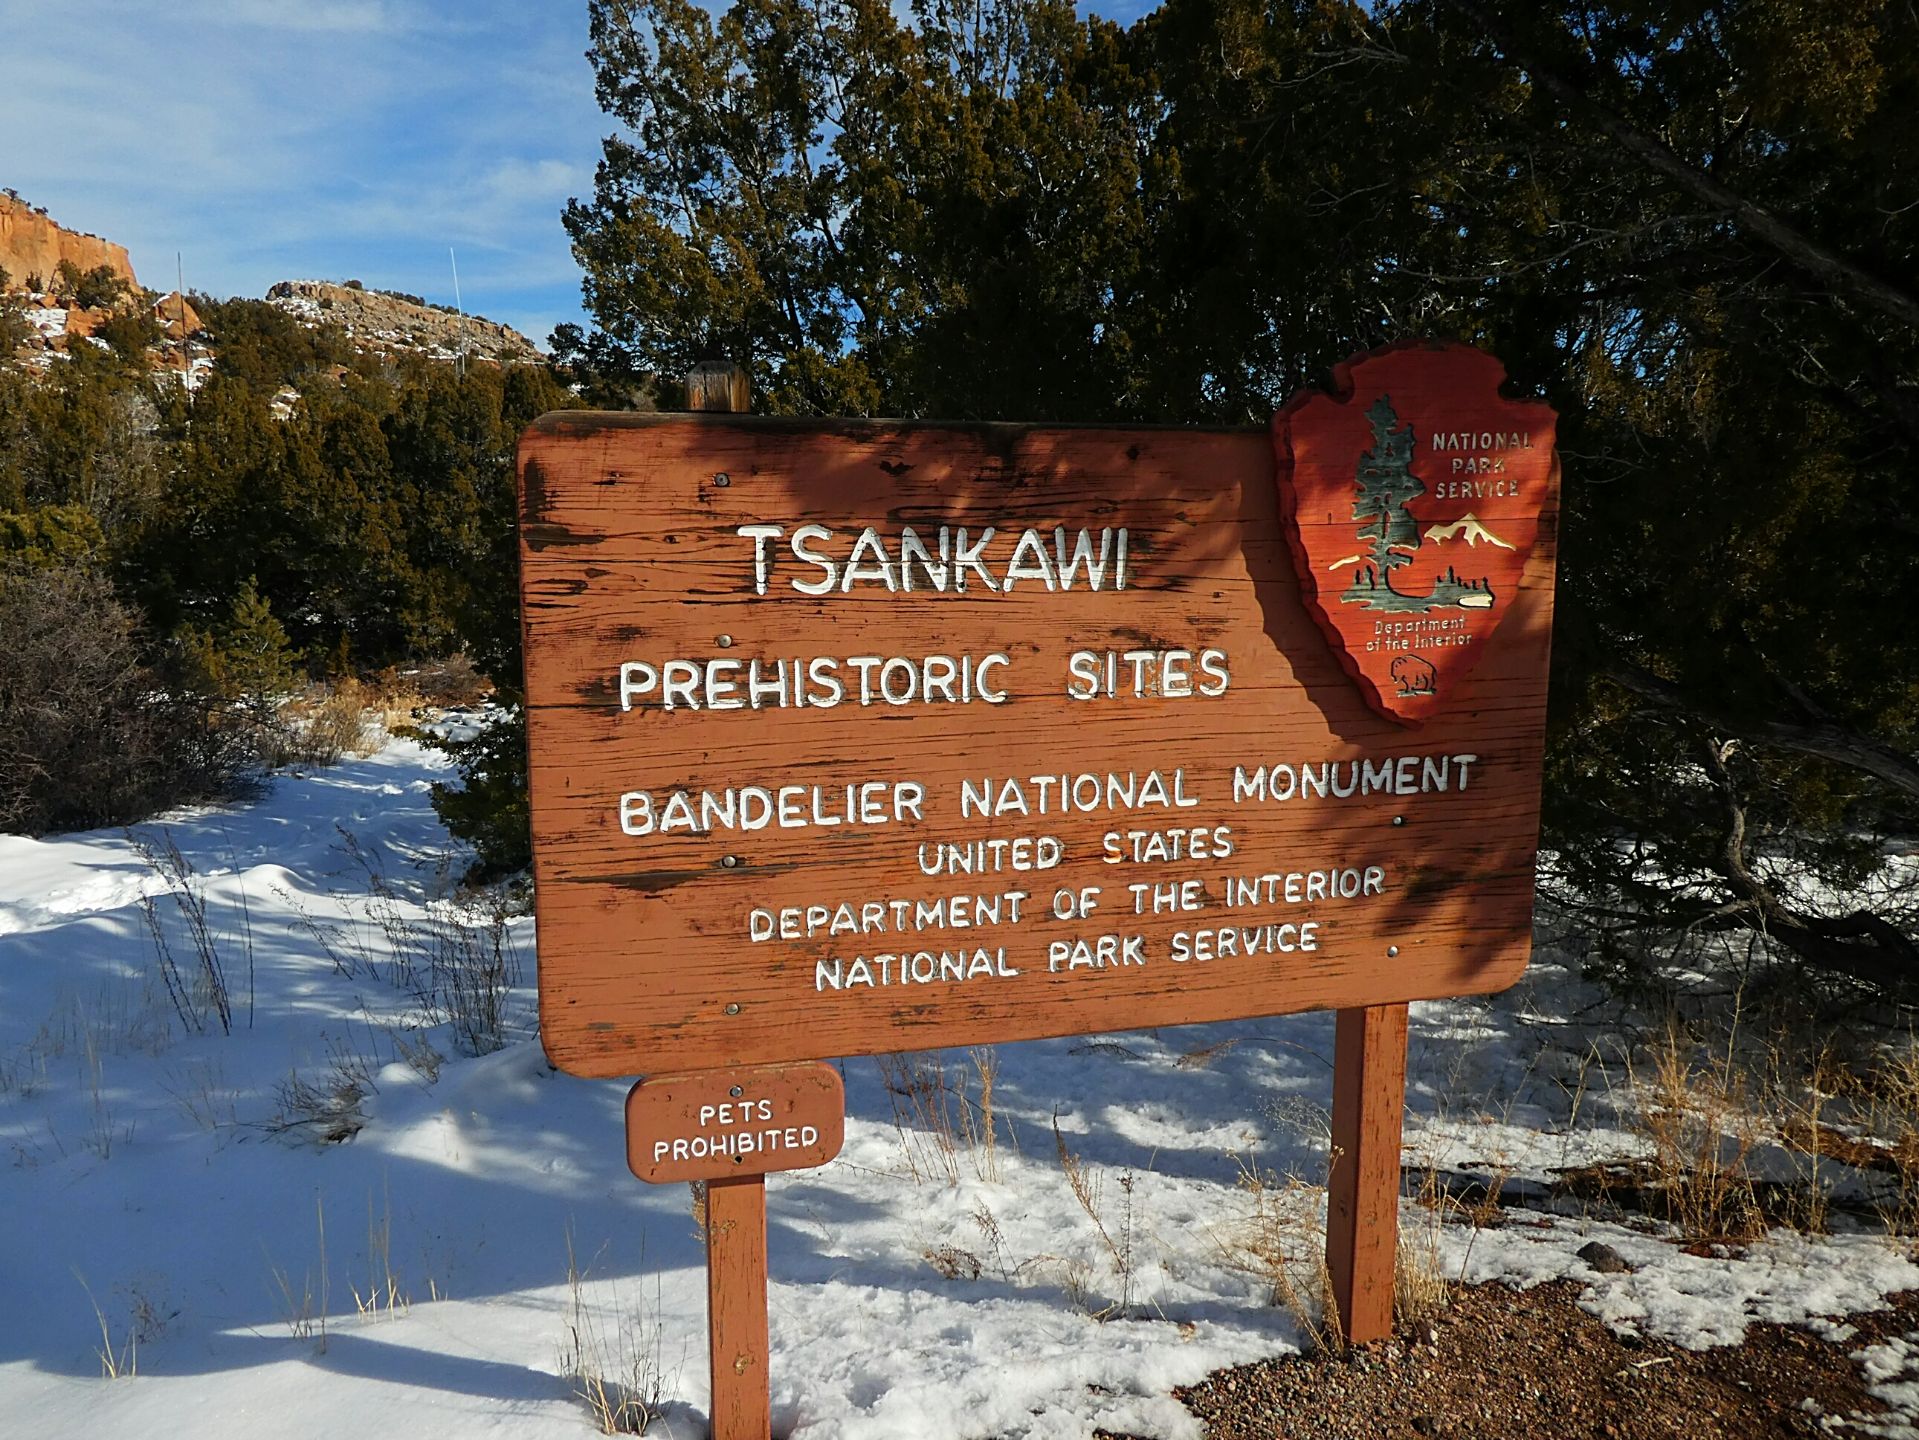 TSANKAWI
PREHISTORIC SITES
BANDELIER NATIONAL MONUMENT
UNITED STATES
DEPARTMENT OF THE INTERIOR
NATIONAL PARK SERVICE
NATIONAL
PARK
SERVICE
Department
of the Interior
PETS
PROHIBITED